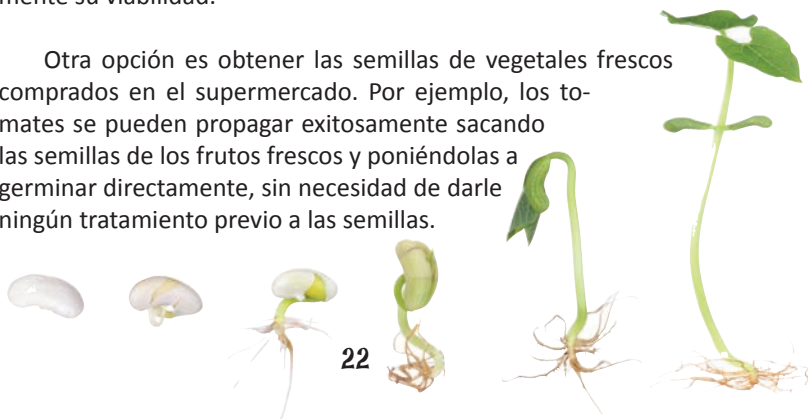 mente su viabilidad.
Otra opción es obtener las semillas de vegetales frescos
comprados en el supermercado. Por ejemplo, los to-
mates se pueden propagar exitosamente sacando
las semillas de los frutos frescos y poniéndolas a
germinar directamente, sin necesidad de darle
ningún tratamiento previo a las semillas.
22